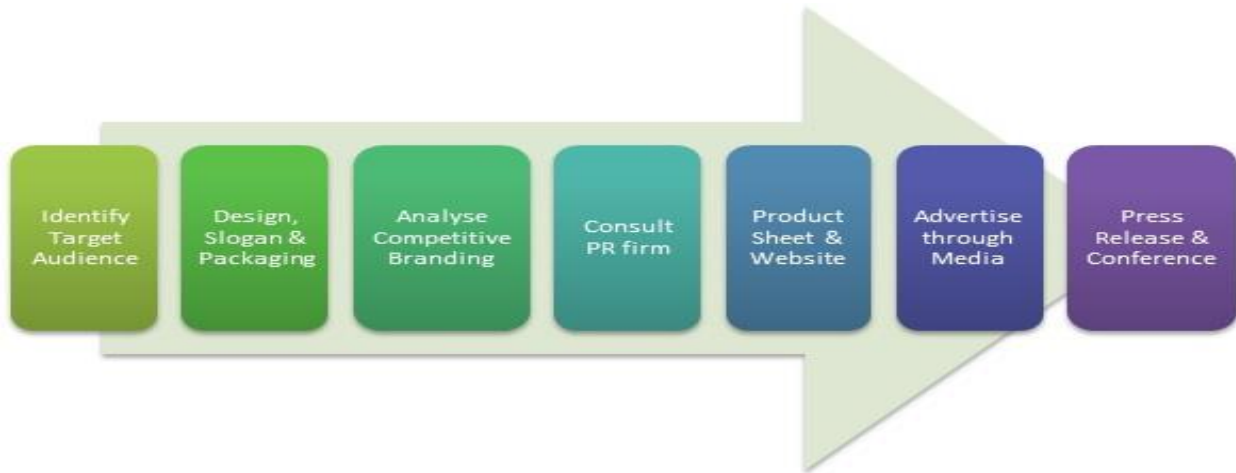 Identify
Target
Audience
Design,
Slogan &
Packaging
Analyse
Competitive
Branding
Consult
PR firm
Product
Sheet &
Website
Advertise
through
Media
Press
Release &
Conference